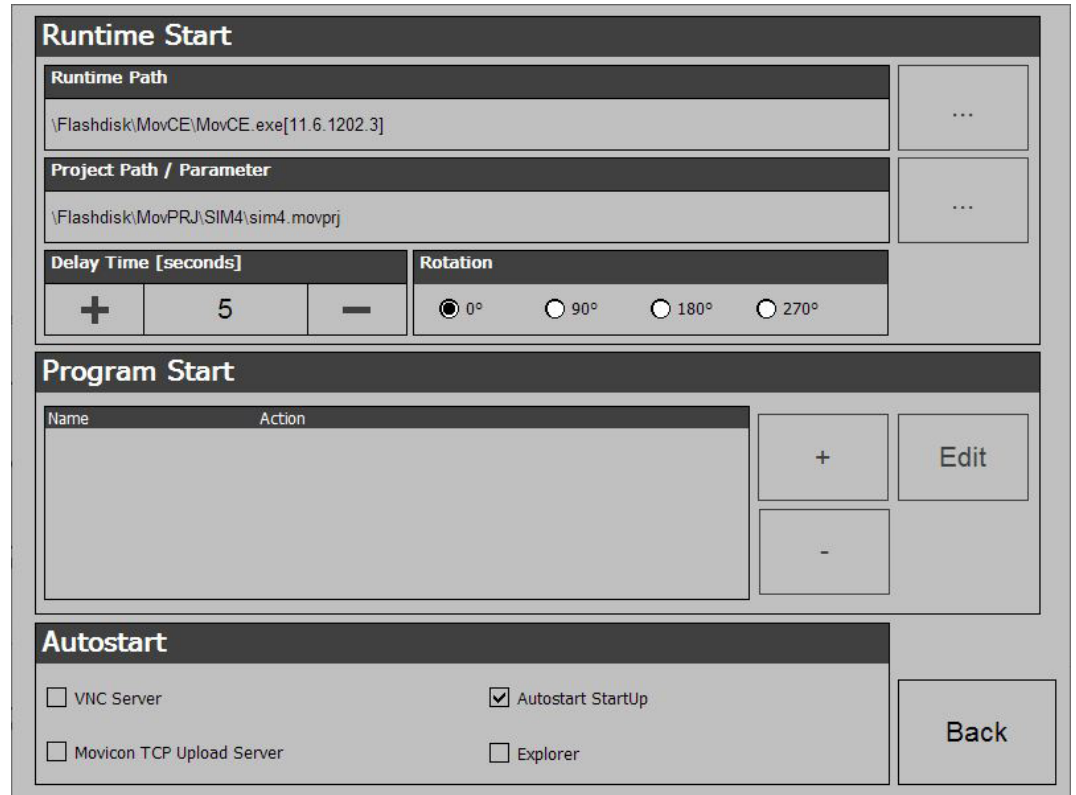 Runtime Start
Runtime Path
\Flashdisk\MovCE\MovCE.exe[11.6.1202.3]
...
Project Path / Parameter
\Flashdisk\MovPRJ\SIM4\sim4.movprj
...
Delay Time [seconds]
Rotation
+ 5 −
0° 90° 180° 270°
Program Start
Name Action
+
Edit
-
Autostart
VNC Server
Autostart StartUp
Movicon TCP Upload Server
Explorer
Back